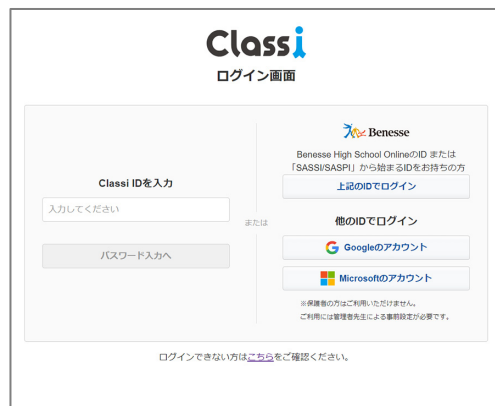 Classi
ログイン画面
Classi IDを入力
入力してください
パスワード入力へ
または
Benesse
Benesse High School OnlineのID または
「SASSI/SASPI」から始まるIDをお持ちの方
上記のIDでログイン
他のIDでログイン
Googleのアカウント
Microsoftのアカウント
※保護者の方はご利用いただけません。
ご利用には管理者先生による事前設定が必要です。
ログインできない方はこちらをご確認ください。